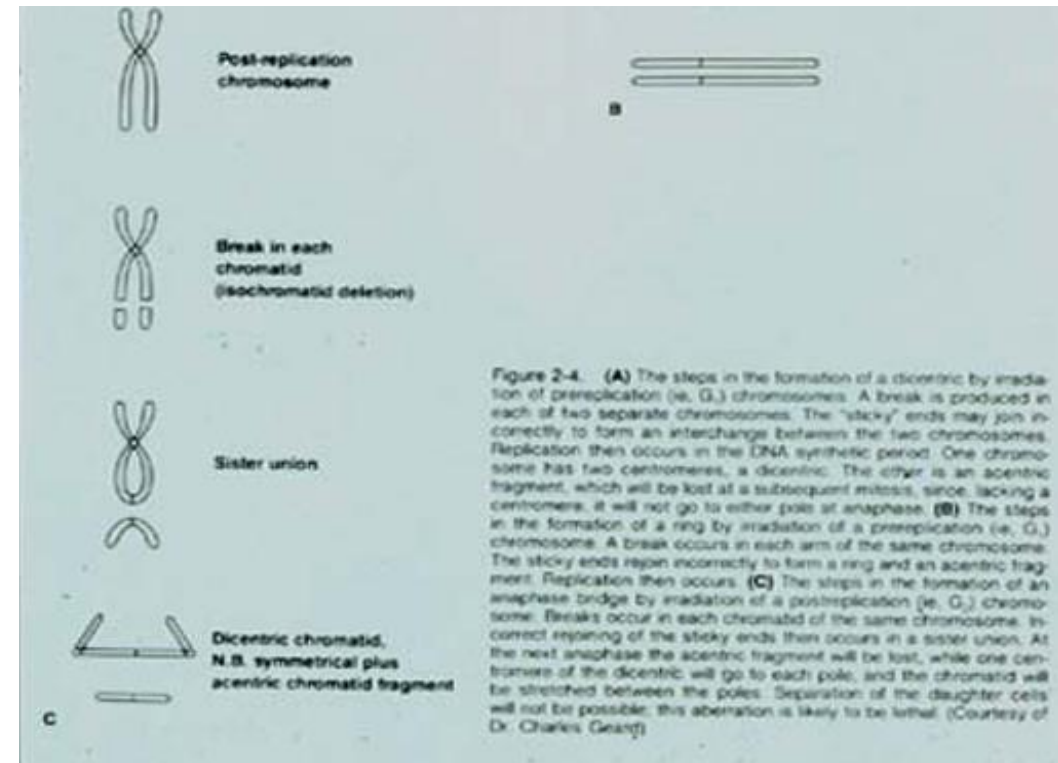 Post-replication
chromosome
B
Break in each
chromatid
(isochromatid deletion)
Sister union
Dicentric chromatid,
N.B. symmetrical plus
acentric chromatid fragment
C
Figure 2-4. (A) The steps in the formation of a dicentric by irradia-
tion of prereplication (ie, G₁) chromosomes. A break is produced in
each of two separate chromosomes. The "sticky" ends may join in-
correctly to form an interchange between the two chromosomes.
Replication then occurs in the DNA synthetic period. One chromo-
some has two centromeres, a dicentric. The other is an acentric
fragment, which will be lost at a subsequent mitosis, since, lacking a
centromere, it will not go to either pole at anaphase. (B) The steps
in the formation of a ring by irradiation of a prereplication (ie, G₁)
chromosome. A break occurs in each arm of the same chromosome.
The sticky ends rejoin incorrectly to form a ring and an acentric frag-
ment. Replication then occurs. (C) The steps in the formation of an
anaphase bridge by irradiation of a postreplication (ie, G₂) chromo-
some. Breaks occur in each chromatid of the same chromosome. In-
correct rejoining of the sticky ends then occurs in a sister union. At
the next anaphase the acentric fragment will be lost, while one cen-
tromere of the dicentric will go to each pole, and the chromatid will
be stretched between the poles. Separation of the daughter cells
will not be possible; this aberration is likely to be lethal. (Courtesy of
Dr. Charles Geard)